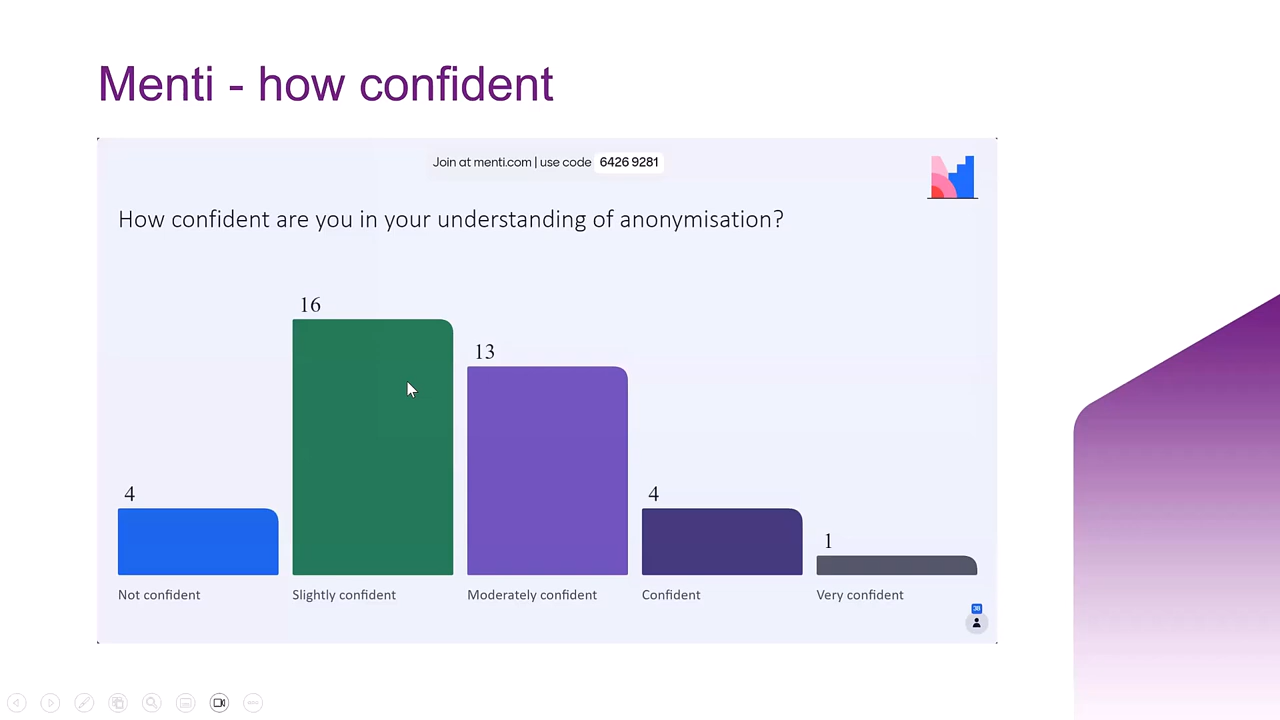 Menti - how confident
Join at menti.com | use code 6426 9281
How confident are you in your understanding of anonymisation?
16
13
4
4
1
Not confident
Slightly confident
Moderately confident
Confident
Very confident
38